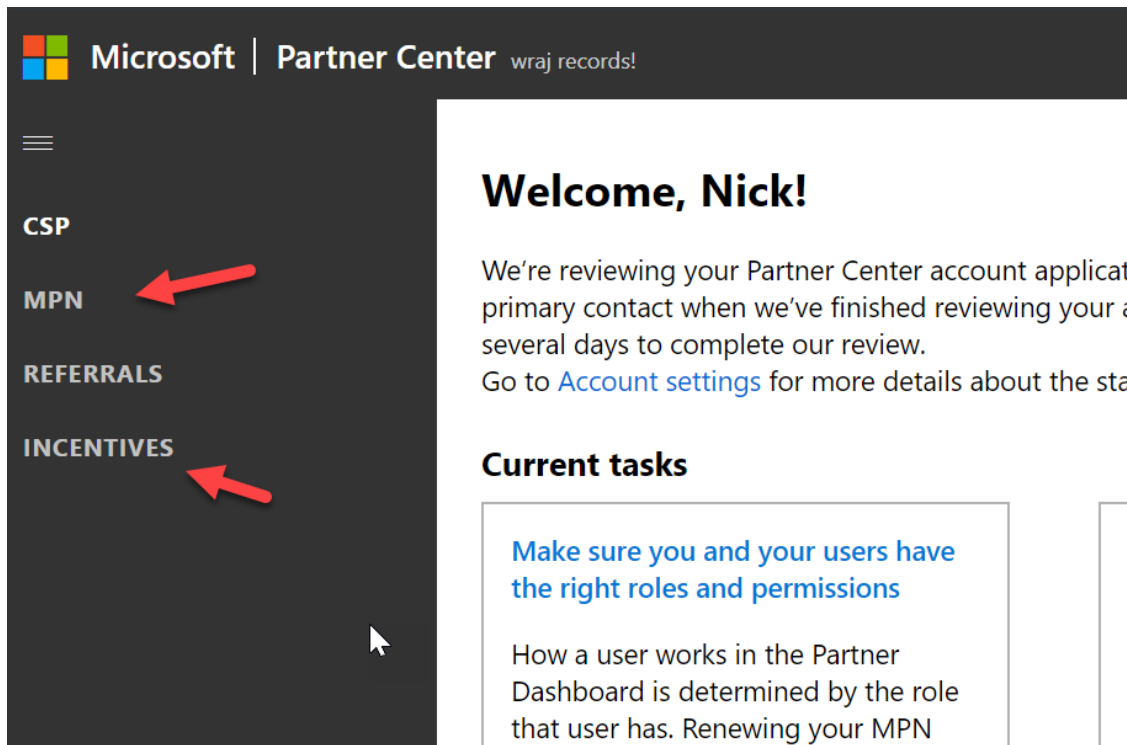 Microsoft | Partner Center wraj records!
CSP
MPN
REFERRALS
INCENTIVES
Welcome, Nick!
We’re reviewing your Partner Center account applicat
primary contact when we’ve finished reviewing your a
several days to complete our review.
Go to Account settings for more details about the sta
Current tasks
Make sure you and your users have
the right roles and permissions
How a user works in the Partner
Dashboard is determined by the role
that user has. Renewing your MPN